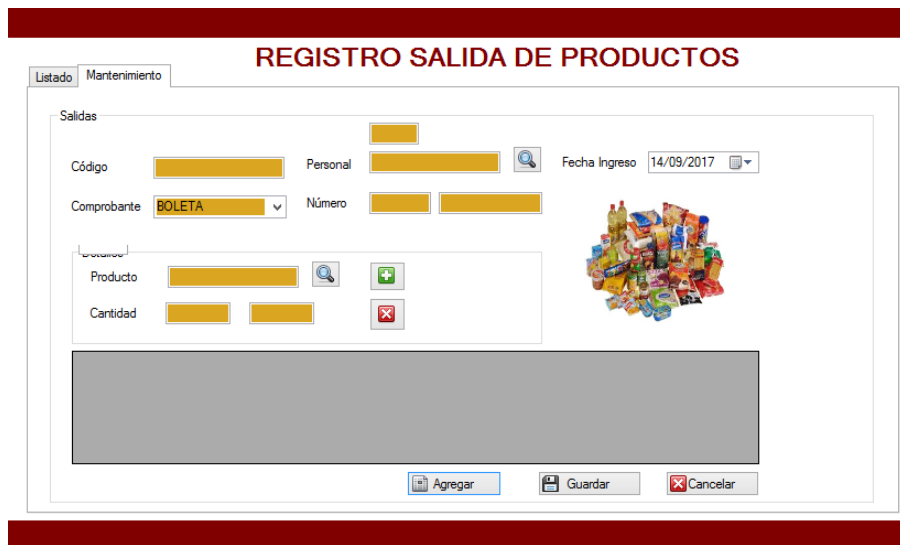 REGISTRO SALIDA DE PRODUCTOS
Listado Mantenimiento
Salidas
Código Personal Fecha Ingreso 14/09/2017
Comprobante BOLETA Número
Detalles
Producto
Cantidad
Agregar Guardar Cancelar